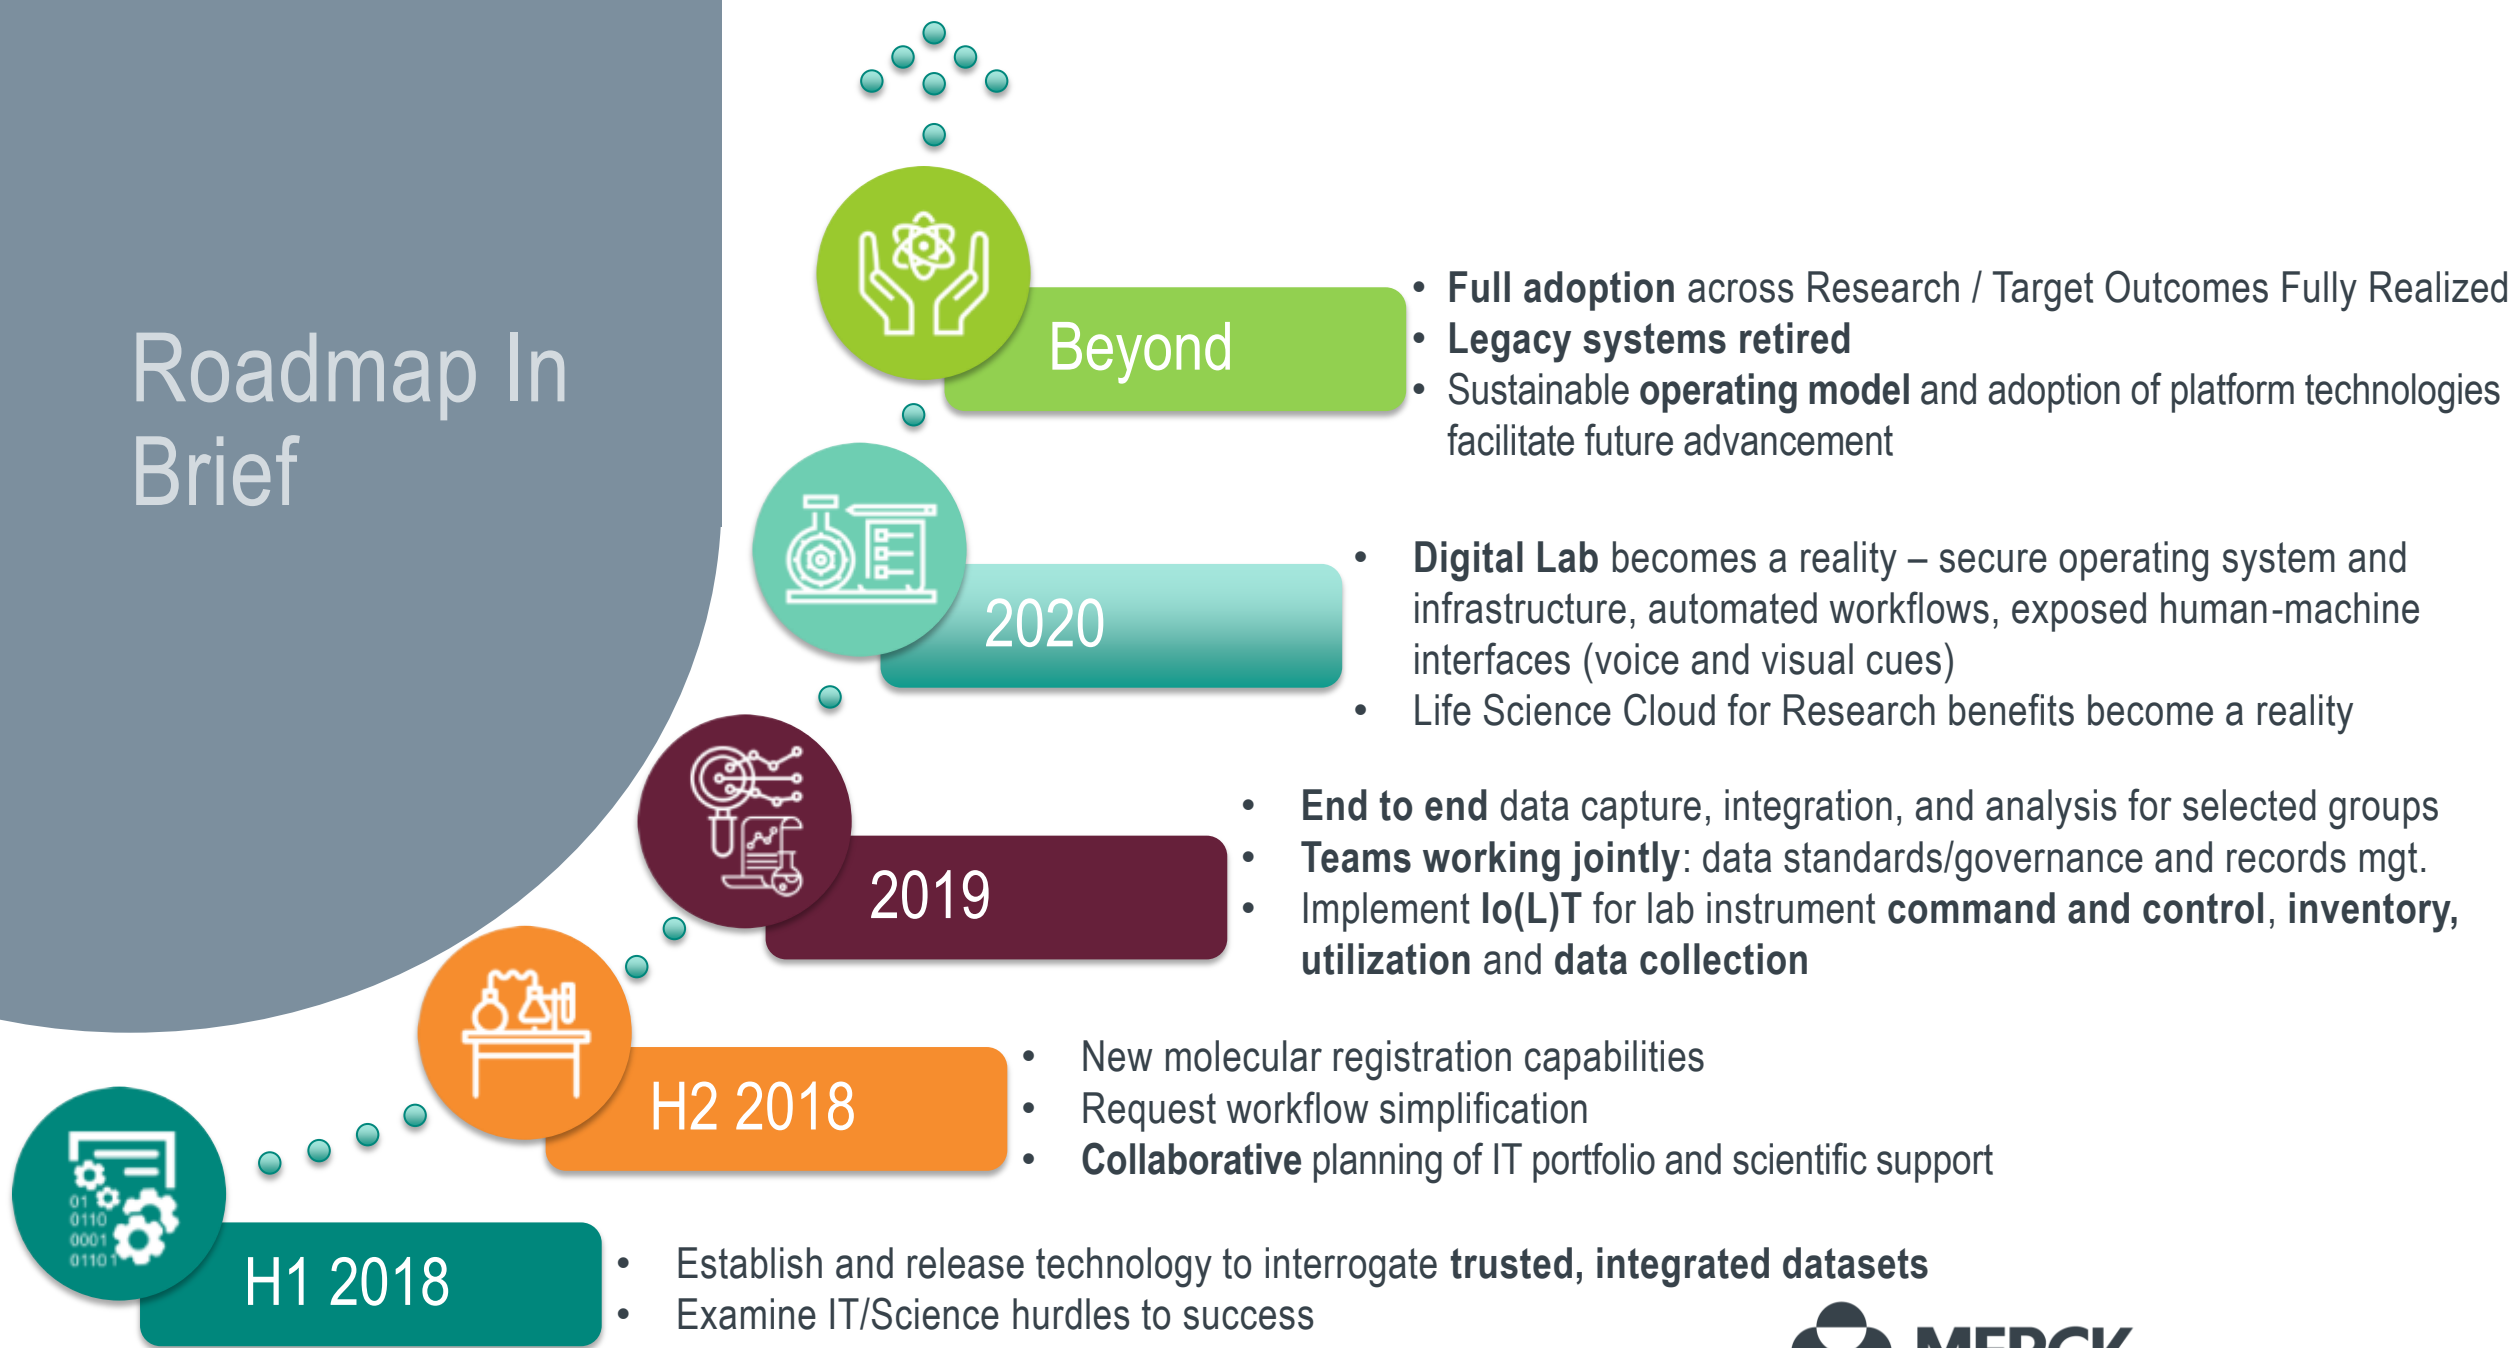 Roadmap In
Brief
Beyond
• Full adoption across Research / Target Outcomes Fully Realized
• Legacy systems retired
• Sustainable operating model and adoption of platform technologies
facilitate future advancement
2020
• Digital Lab becomes a reality – secure operating system and
infrastructure, automated workflows, exposed human-machine
interfaces (voice and visual cues)
• Life Science Cloud for Research benefits become a reality
2019
• End to end data capture, integration, and analysis for selected groups
• Teams working jointly: data standards/governance and records mgt.
• Implement Io(L)T for lab instrument command and control, inventory,
utilization and data collection
H2 2018
• New molecular registration capabilities
• Request workflow simplification
• Collaborative planning of IT portfolio and scientific support
01
0110
0001
01101
H1 2018
• Establish and release technology to interrogate trusted, integrated datasets
• Examine IT/Science hurdles to success
MERCK